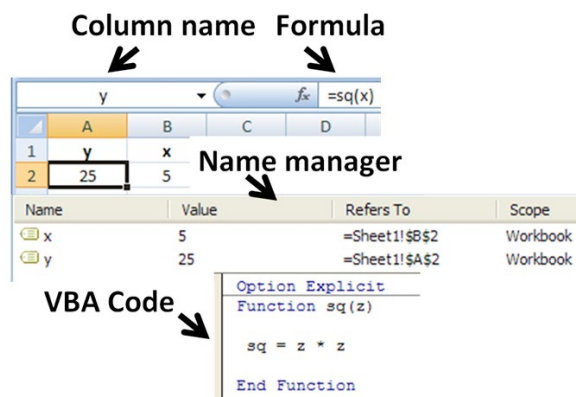 Column name Formula
y fx =sq(x)
A B C D
1 y x
2 25 5
Name manager
Name Value Refers To Scope
x 5 =Sheet1!$B$2 Workbook
y 25 =Sheet1!$A$2 Workbook
VBA Code
Option Explicit
Function sq(z)
sq = z * z
End Function